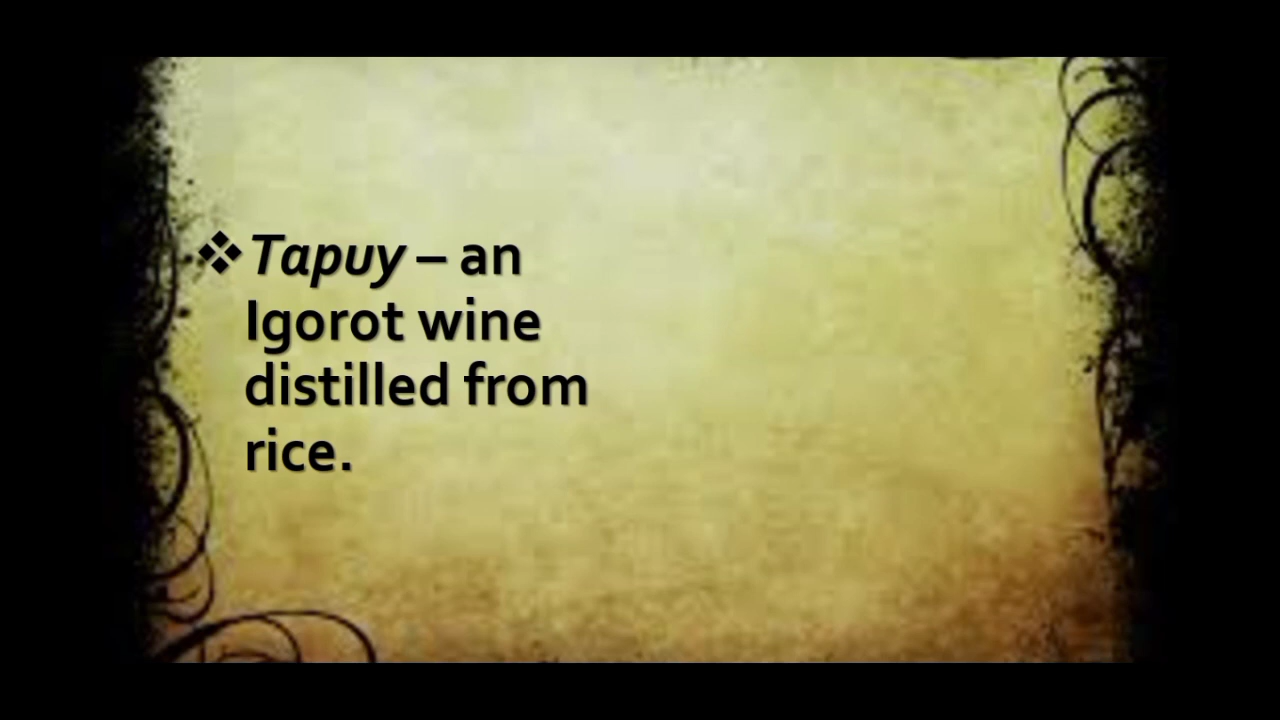 ❖Tapuy – an
Igorot wine
distilled from
rice.